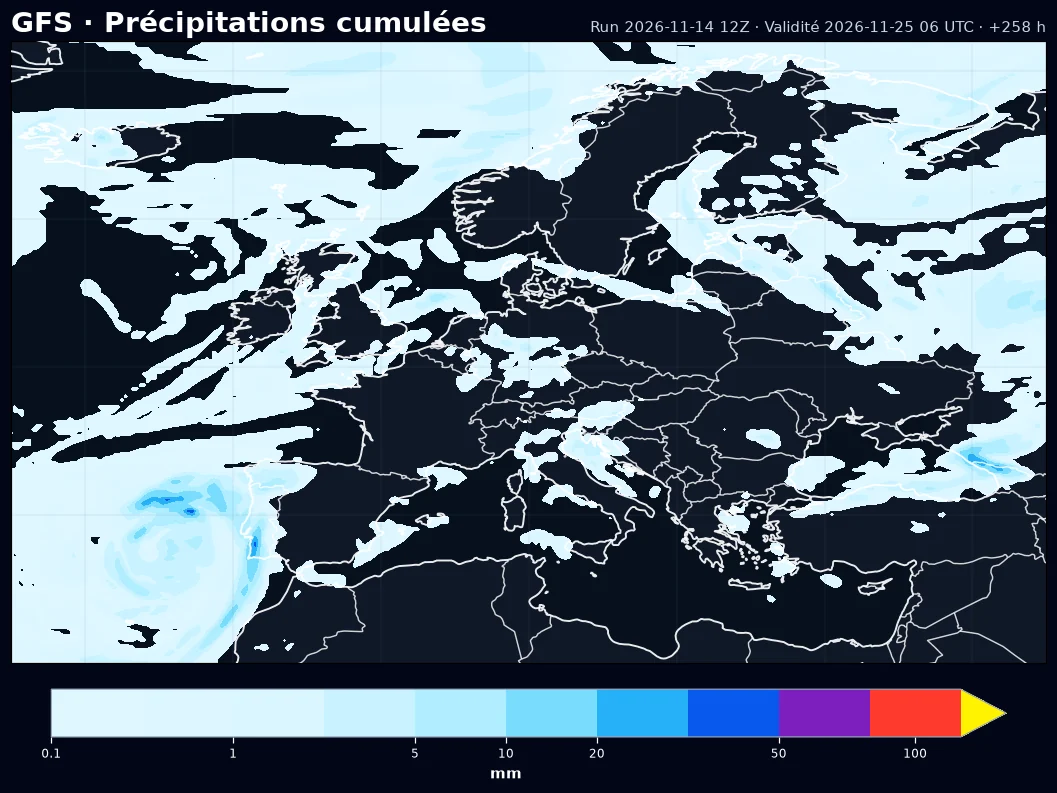 GFS · Précipitations cumulées
Run 2026-11-14 12Z · Validité 2026-11-25 06 UTC · +258 h
0.1 1 5 10 20 50 100
mm